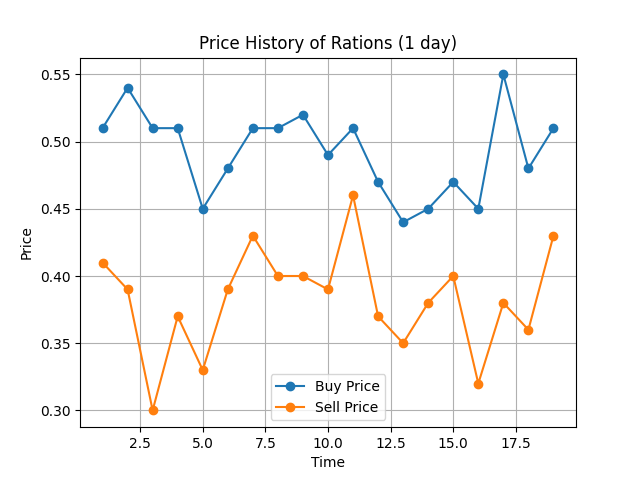 Price History of Rations (1 day)
0.55
0.50
0.45
0.40
0.35
0.30
Price
Buy Price
Sell Price
2.5 5.0 7.5 10.0 12.5 15.0 17.5
Time